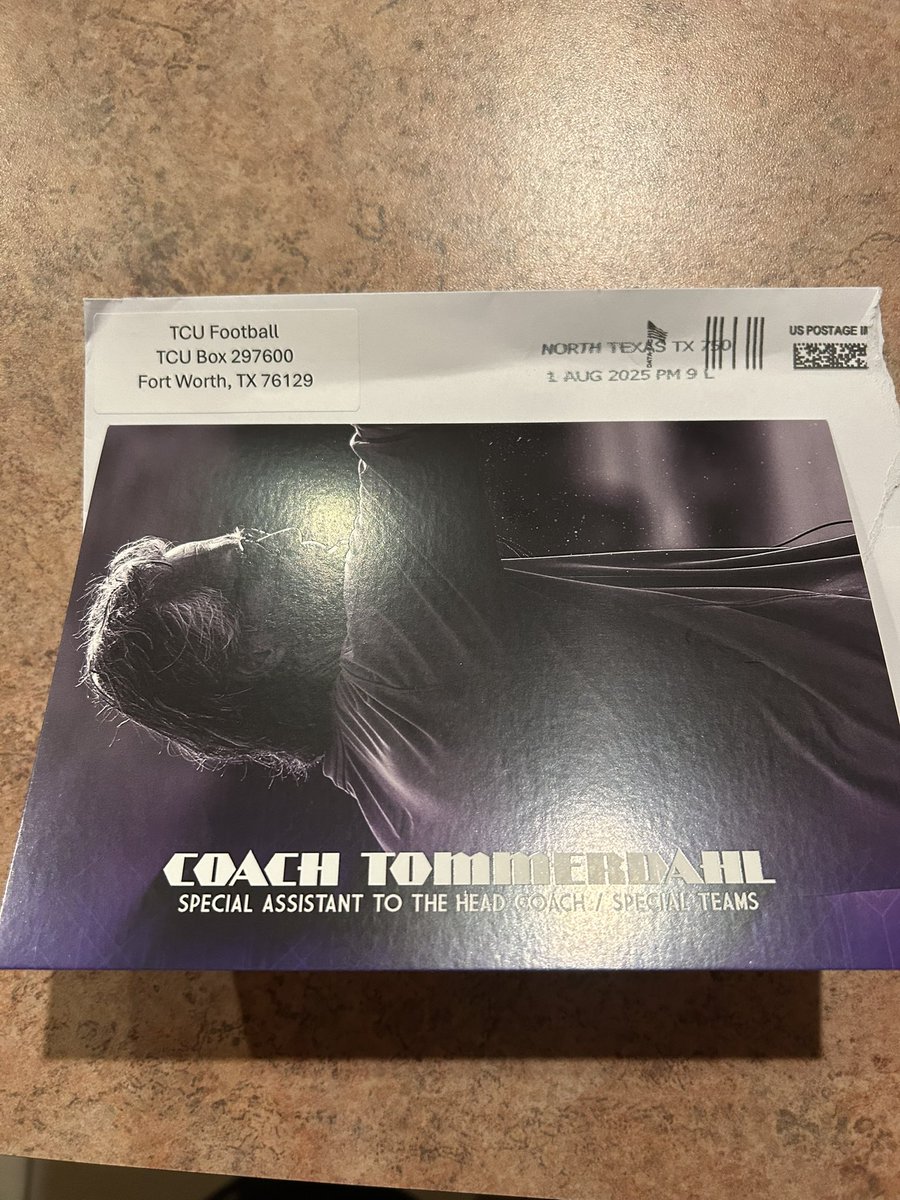 TCU Football
TCU Box 297600
Fort Worth, TX 76129
NORTH TEXAS TX 750
1 AUG 2025 PM 9 L
US POSTAGE
COACH TOMMERDAHL
SPECIAL ASSISTANT TO THE HEAD COACH / SPECIAL TEAMS